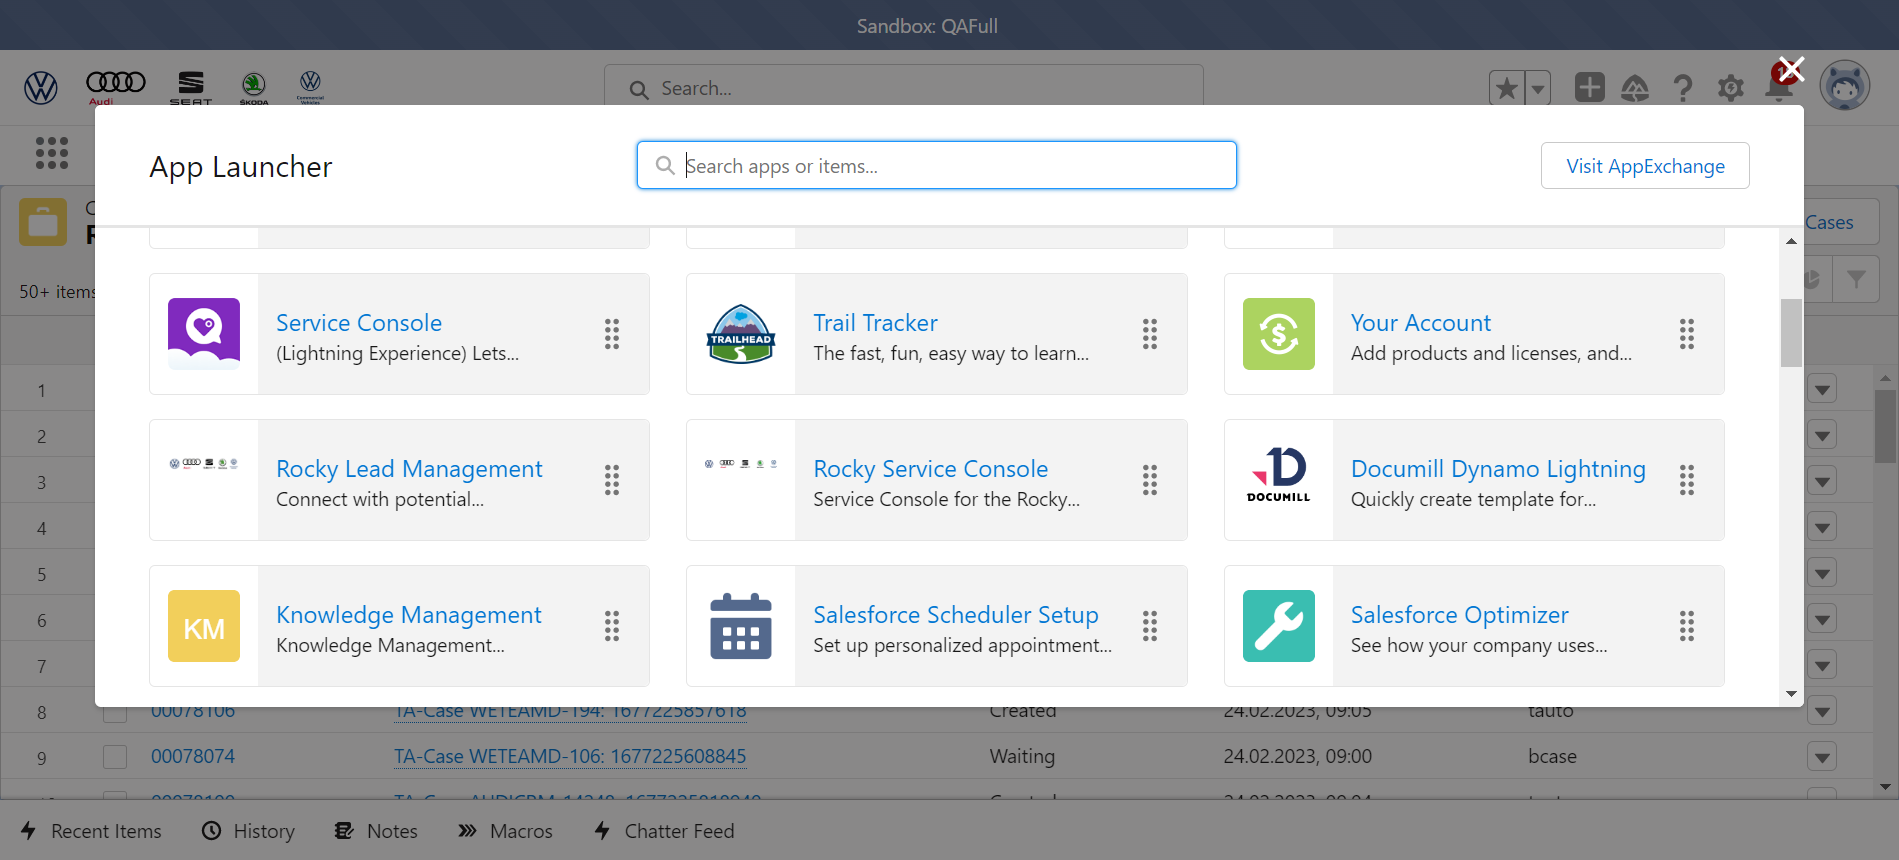 Sandbox: QAFull
Audi
SEAT
ŠKODA
Commercial
Vehicles
Search...
App Launcher
Search apps or items...
Visit AppExchange
Cases
50+ items
Service Console
(Lightning Experience) Lets...
Trail Tracker
The fast, fun, easy way to learn...
TRAILHEAD
Your Account
Add products and licenses, and...
Rocky Lead Management
Connect with potential...
Rocky Service Console
Service Console for the Rocky...
DOCUMILL
Documill Dynamo Lightning
Quickly create template for...
KM
Knowledge Management
Knowledge Management...
Salesforce Scheduler Setup
Set up personalized appointment...
Salesforce Optimizer
See how your company uses...
1
2
3
4
5
6
7
8 00078106 TA-Case WETEAMD-194: 1677225857618 Created 24.02.2023, 09:05 tauto
9 00078074 TA-Case WETEAMD-106: 1677225608845 Waiting 24.02.2023, 09:00 bcase
Recent Items History Notes Macros Chatter Feed